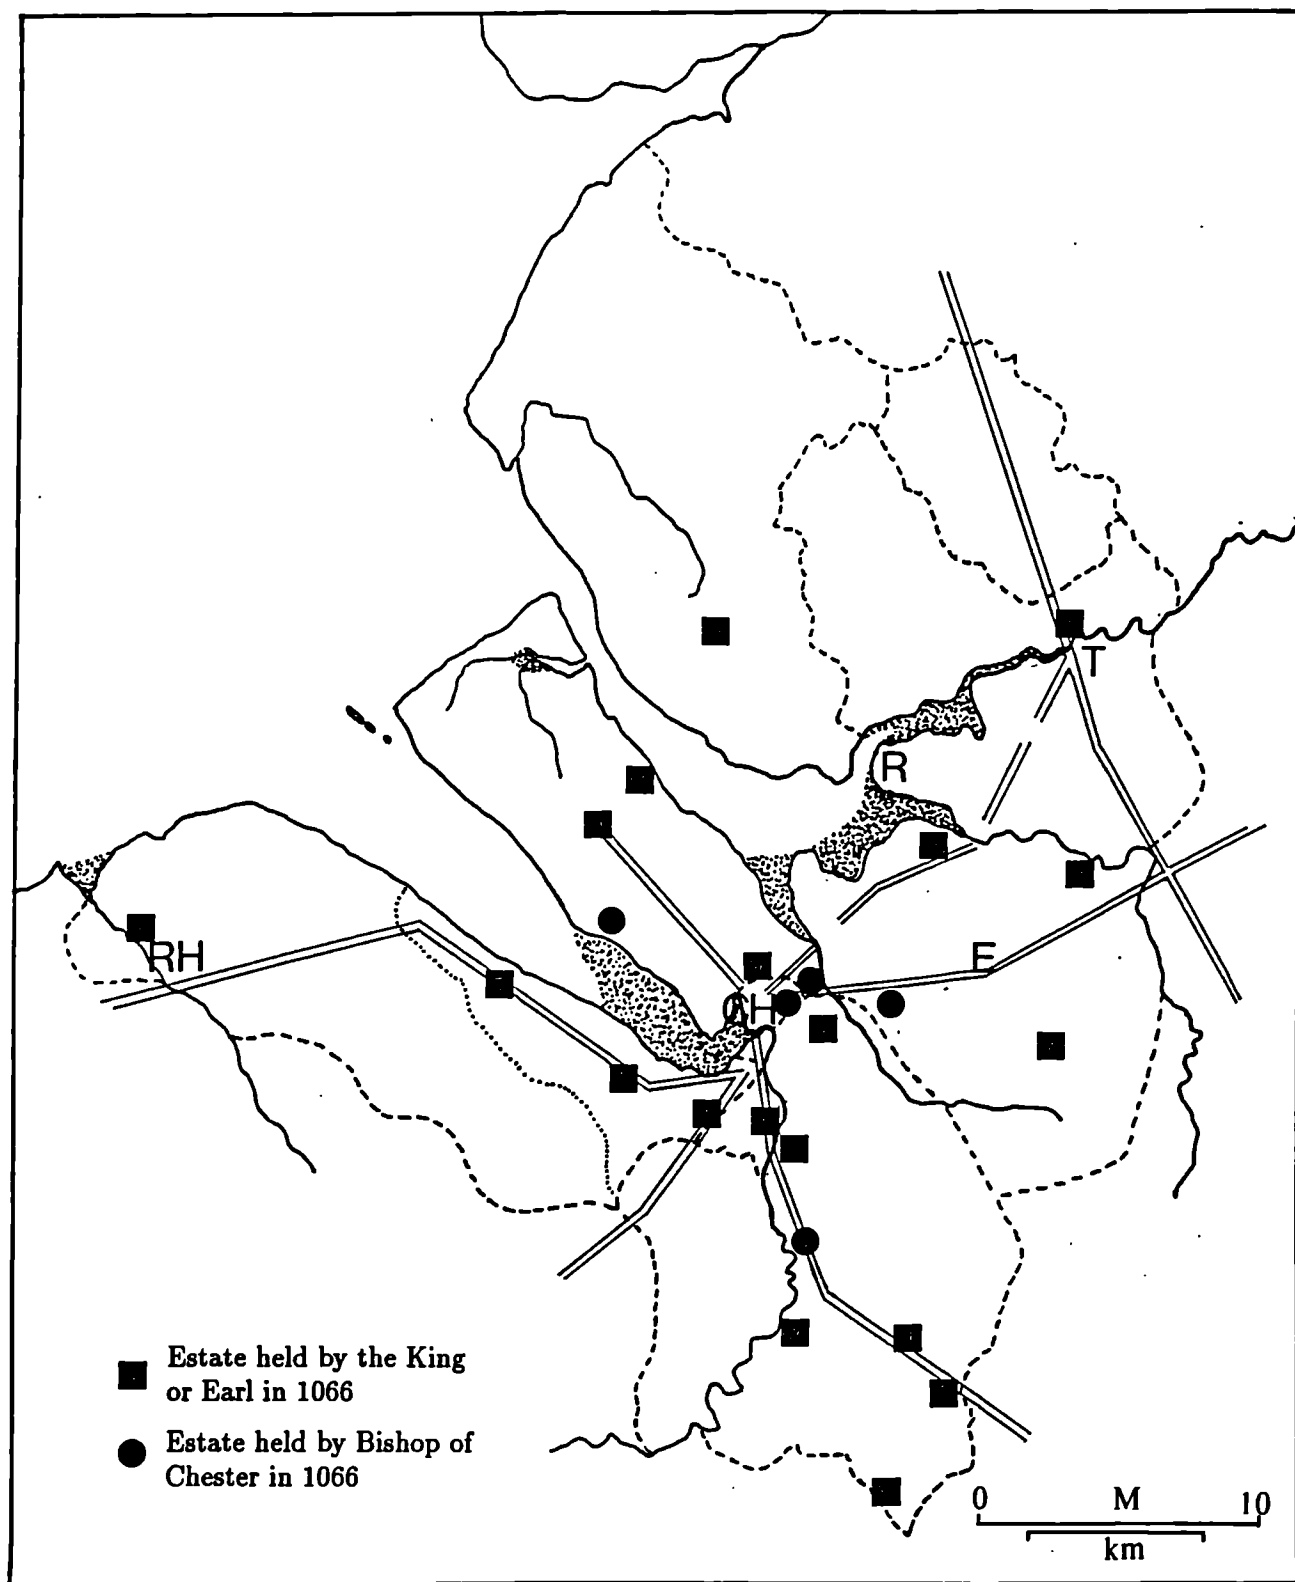 T
R
RH
E
CH
Estate held by the King
or Earl in 1066
Estate held by Bishop of
Chester in 1066
0 M 10
km